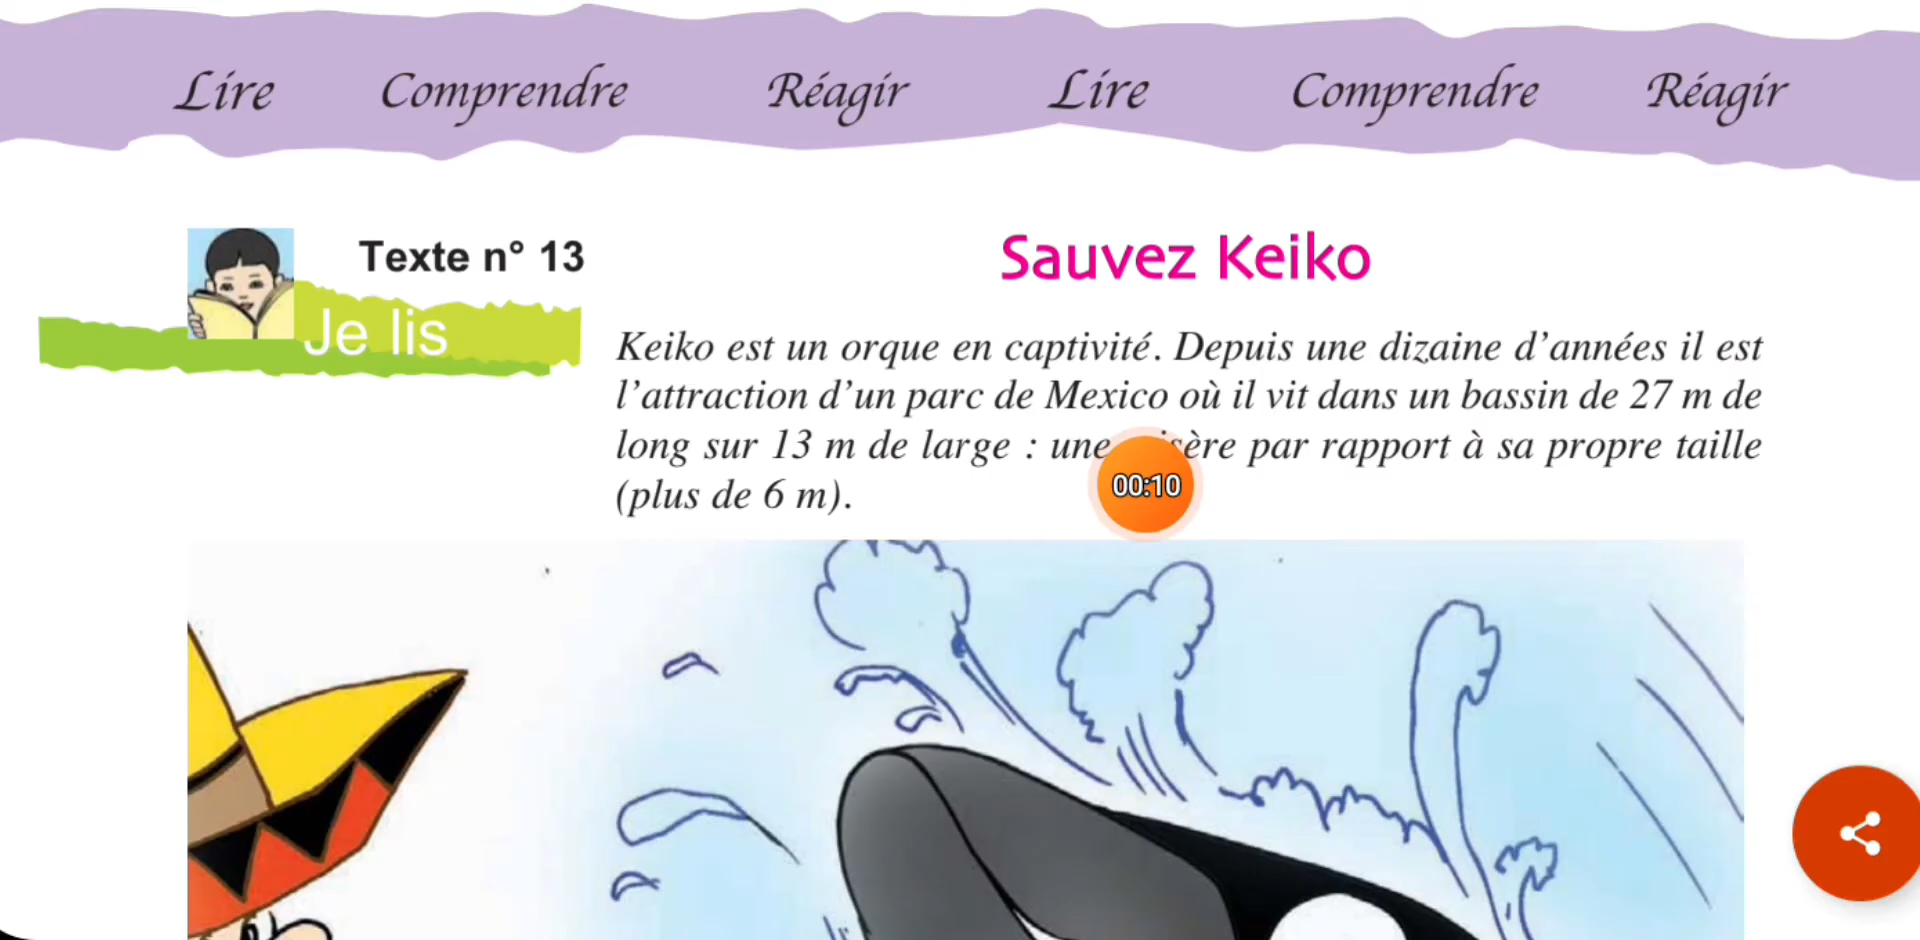 Lire Comprendre Réagir Lire Comprendre Réagir
Texte n° 13
Je lis
Sauvez Keiko
Keiko est un orque en captivité. Depuis une dizaine d'années il est
l'attraction d'un parc de Mexico où il vit dans un bassin de 27 m de
long sur 13 m de large : une par rapport à sa propre taille
(plus de 6 m).
00:10